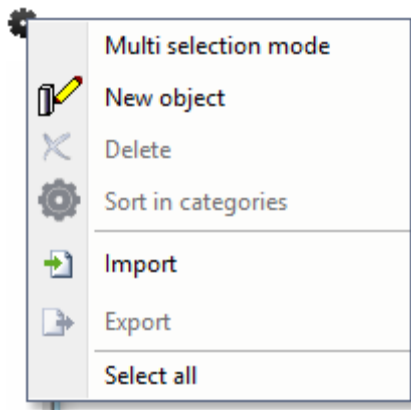 Multi selection mode
New object
Delete
Sort in categories
Import
Export
Select all